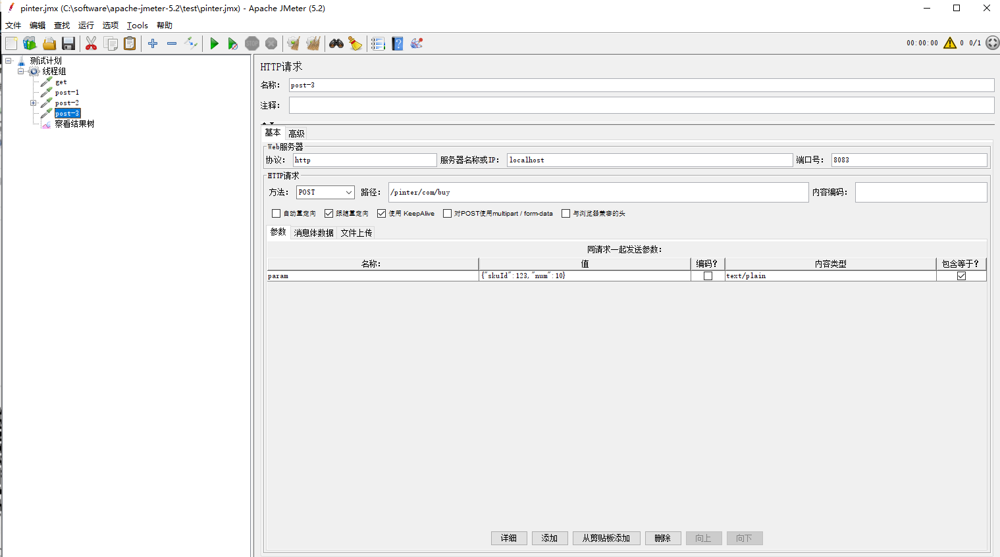 pinter.jmx (C:\software\apache-jmeter-5.2\test\pinter.jmx) - Apache JMeter (5.2)
文件 编辑 查找 运行 选项 Tools 帮助
STOP
00:00:00 0 0/1
测试计划
线程组
get
post-1
post-2
post-3
察看结果树
HTTP请求
名称： post-3
注释：
基本 高级
Web服务器
协议： http 服务器名称或IP： localhost 端口号： 8083
HTTP请求
方法： POST 路径： /pinter/com/buy 内容编码：
自动重定向 跟随重定向 使用 KeepAlive 对POST使用multipart / form-data 与浏览器兼容的头
参数 消息体数据 文件上传
同请求一起发送参数：
名称： 值 编码？ 内容类型 包含等于？
param {"skuId":123,"num":10} text/plain
详细 添加 从剪贴板添加 删除 向上 向下